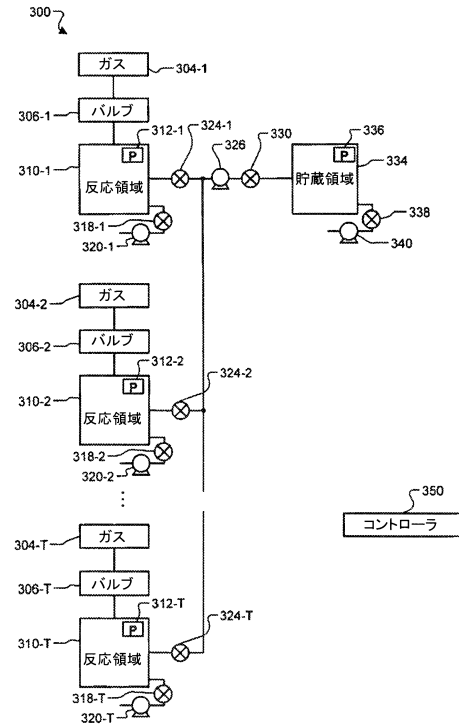 300
ガス
304-1
バルブ
306-1
312-1
324-1
326
330
336
P
P
310-1
反応領域
貯蔵領域
334
338
318-1
320-1
340
ガス
304-2
バルブ
306-2
312-2
324-2
P
310-2
反応領域
318-2
320-2
⋮
350
コントローラ
ガス
304-T
バルブ
306-T
312-T
324-T
P
310-T
反応領域
318-T
320-T